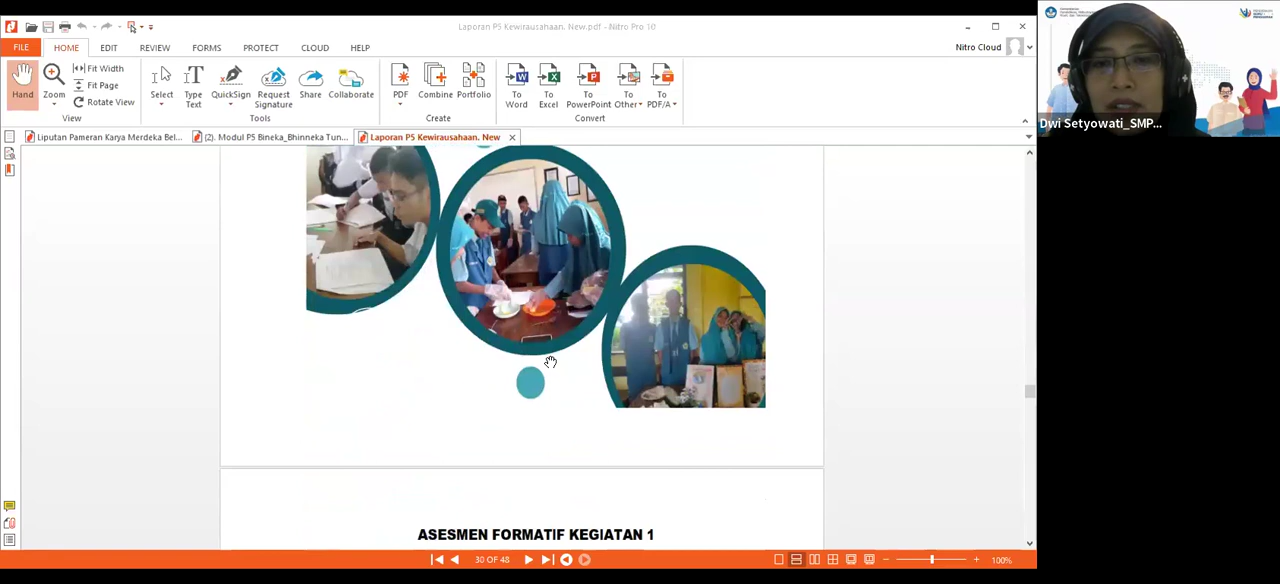 Laporan P5 Kewirausahaan. New.pdf - Nitro Pro 10
FILE HOME EDIT REVIEW FORMS PROTECT CLOUD HELP
Nitro Cloud
Hand
Zoom
Fit Width
Fit Page
Rotate View
View
Select
Type Text
QuickSign
Request Signature
Share
Collaborate
Tools
PDF
Combine
Portfolio
Create
To Word
To Excel
To PowerPoint
To Other
To PDF/A
Convert
Liputan Pameran Karya Merdeka Bel...
(2). Modul P5 Bineka_Bhinneka Tun...
Laporan P5 Kewirausahaan. New
ASESMEN FORMATIF KEGIATAN 1
30 OF 48
100%
Dwi Setyowati_SMP...